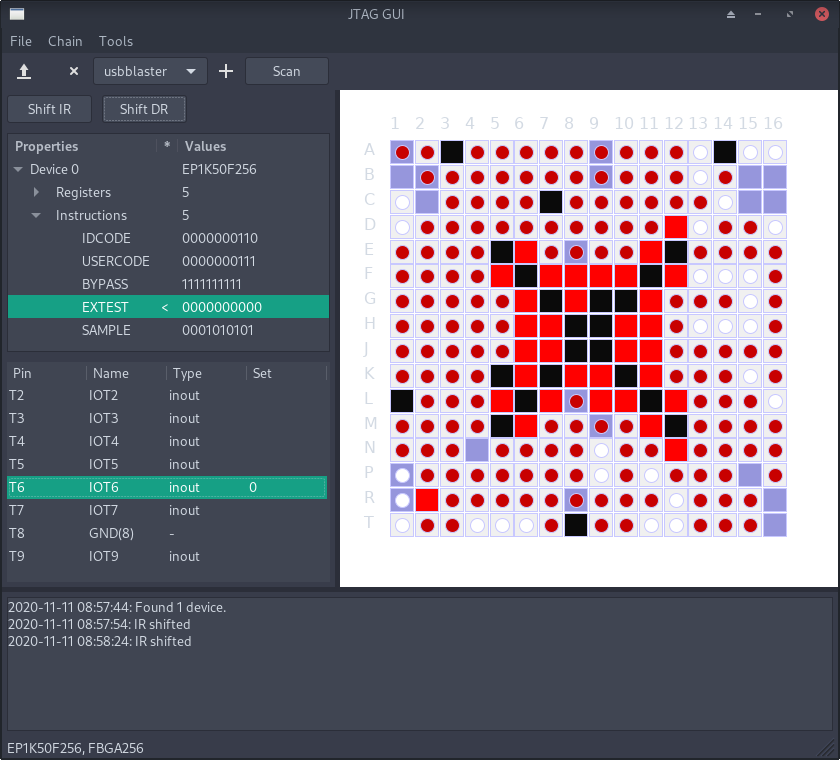 JTAG GUI
File Chain Tools
usbblaster Scan
Shift IR Shift DR
Properties * Values
Device 0 EP1K50F256
Registers 5
Instructions 5
IDCODE 0000000110
USERCODE 0000000111
BYPASS 1111111111
EXTEST < 0000000000
SAMPLE 0001010101
Pin Name Type Set
T2 IOT2 inout
T3 IOT3 inout
T4 IOT4 inout
T5 IOT5 inout
T6 IOT6 inout 0
T7 IOT7 inout
T8 GND(8) -
T9 IOT9 inout
1 2 3 4 5 6 7 8 9 10 11 12 13 14 15 16
A
B
C
D
E
F
G
H
J
K
L
M
N
P
R
T
2020-11-11 08:57:44: Found 1 device.
2020-11-11 08:57:54: IR shifted
2020-11-11 08:58:24: IR shifted
EP1K50F256, FBGA256